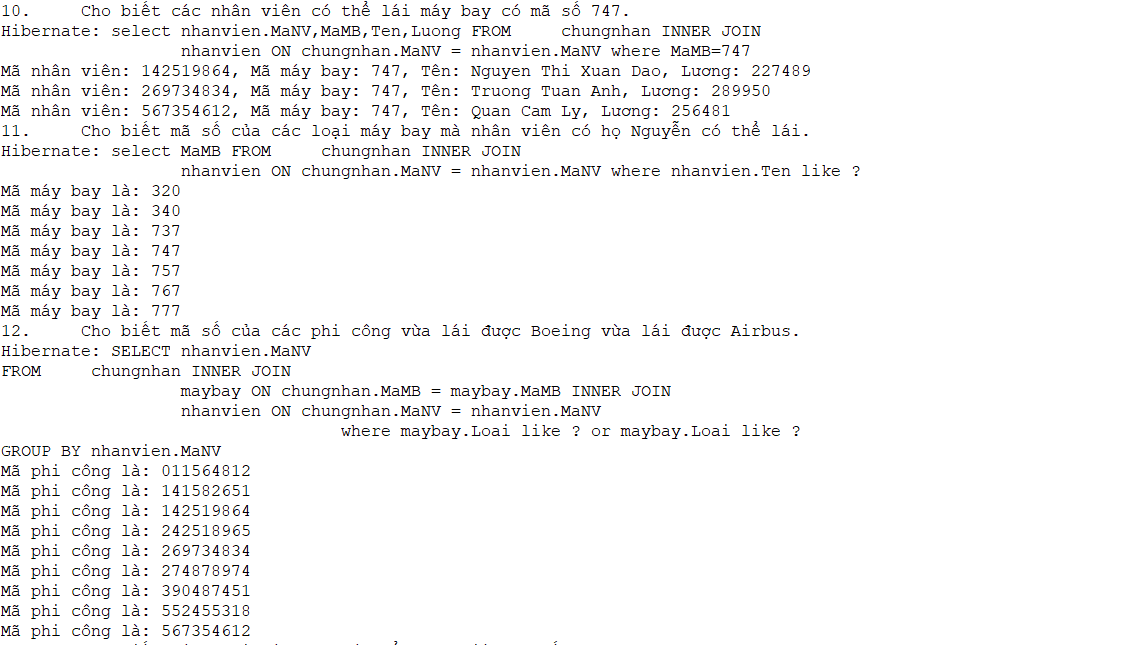 10. Cho biết các nhân viên có thể lái máy bay có mã số 747.
Hibernate: select nhanvien.MaNV,MaMB,Ten,Luong FROM chungnhan INNER JOIN
nhanvien ON chungnhan.MaNV = nhanvien.MaNV where MaMB=747
Mã nhân viên: 142519864, Mã máy bay: 747, Tên: Nguyen Thi Xuan Dao, Lương: 227489
Mã nhân viên: 269734834, Mã máy bay: 747, Tên: Truong Tuan Anh, Lương: 289950
Mã nhân viên: 567354612, Mã máy bay: 747, Tên: Quan Cam Ly, Lương: 256481
11. Cho biết mã số của các loại máy bay mà nhân viên có họ Nguyễn có thể lái.
Hibernate: select MaMB FROM chungnhan INNER JOIN
nhanvien ON chungnhan.MaNV = nhanvien.MaNV where nhanvien.Ten like ?
Mã máy bay là: 320
Mã máy bay là: 340
Mã máy bay là: 737
Mã máy bay là: 747
Mã máy bay là: 757
Mã máy bay là: 767
Mã máy bay là: 777
12. Cho biết mã số của các phi công vừa lái được Boeing vừa lái được Airbus.
Hibernate: SELECT nhanvien.MaNV
FROM chungnhan INNER JOIN
maybay ON chungnhan.MaMB = maybay.MaMB INNER JOIN
nhanvien ON chungnhan.MaNV = nhanvien.MaNV
where maybay.Loai like ? or maybay.Loai like ?
GROUP BY nhanvien.MaNV
Mã phi công là: 011564812
Mã phi công là: 141582651
Mã phi công là: 142519864
Mã phi công là: 242518965
Mã phi công là: 269734834
Mã phi công là: 274878974
Mã phi công là: 390487451
Mã phi công là: 552455318
Mã phi công là: 567354612